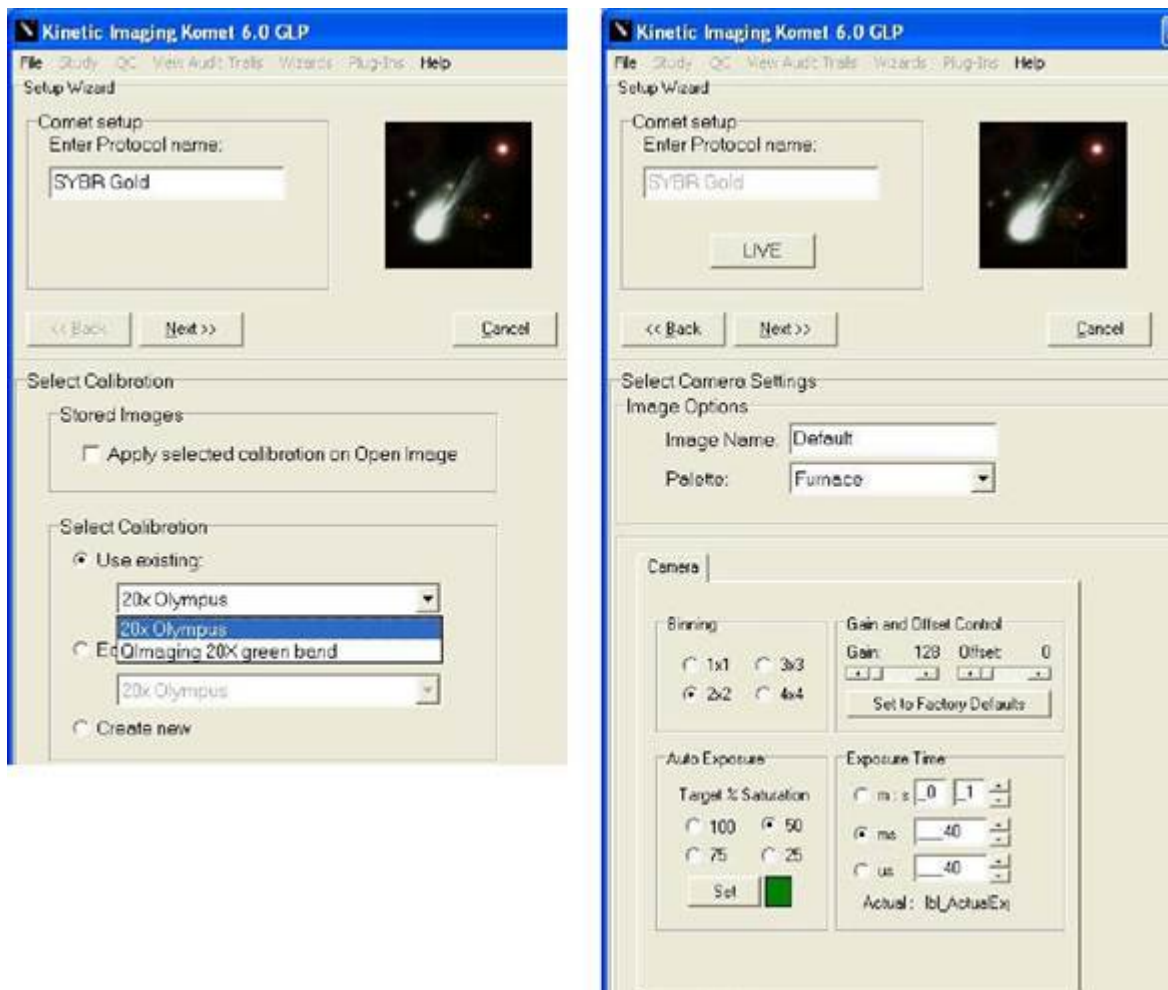 Kinetic Imaging Komet 6.0 GLP
File Study QC View Audit Trails Wizards Plug-Ins Help
Setup Wizard
Comet setup
Enter Protocol name:
SYBR Gold
<< Back Next >> Cancel
Select Calibration
Stored Images
Apply selected calibration on Open Image
Select Calibration
Use existing:
20x Olympus
20x Olympus
QImaging 20X green band
20x Olympus
Create new
Kinetic Imaging Komet 6.0 GLP
File Study QC View Audit Trails Wizards Plug-Ins Help
Setup Wizard
Comet setup
Enter Protocol name:
SYBR Gold
LIVE
<< Back Next >> Cancel
Select Camera Settings
Image Options
Image Name: Default
Palette: Furnace
Camera
Binning
1x1 3x3
2x2 4x4
Gain and Offset Control
Gain: 128 Offset: 0
Set to Factory Defaults
Auto Exposure
Target % Saturation
100 50
75 25
Set
Exposure Time
m : s _0 _1
ms __40
us __40
Actual : lbl_ActualEx